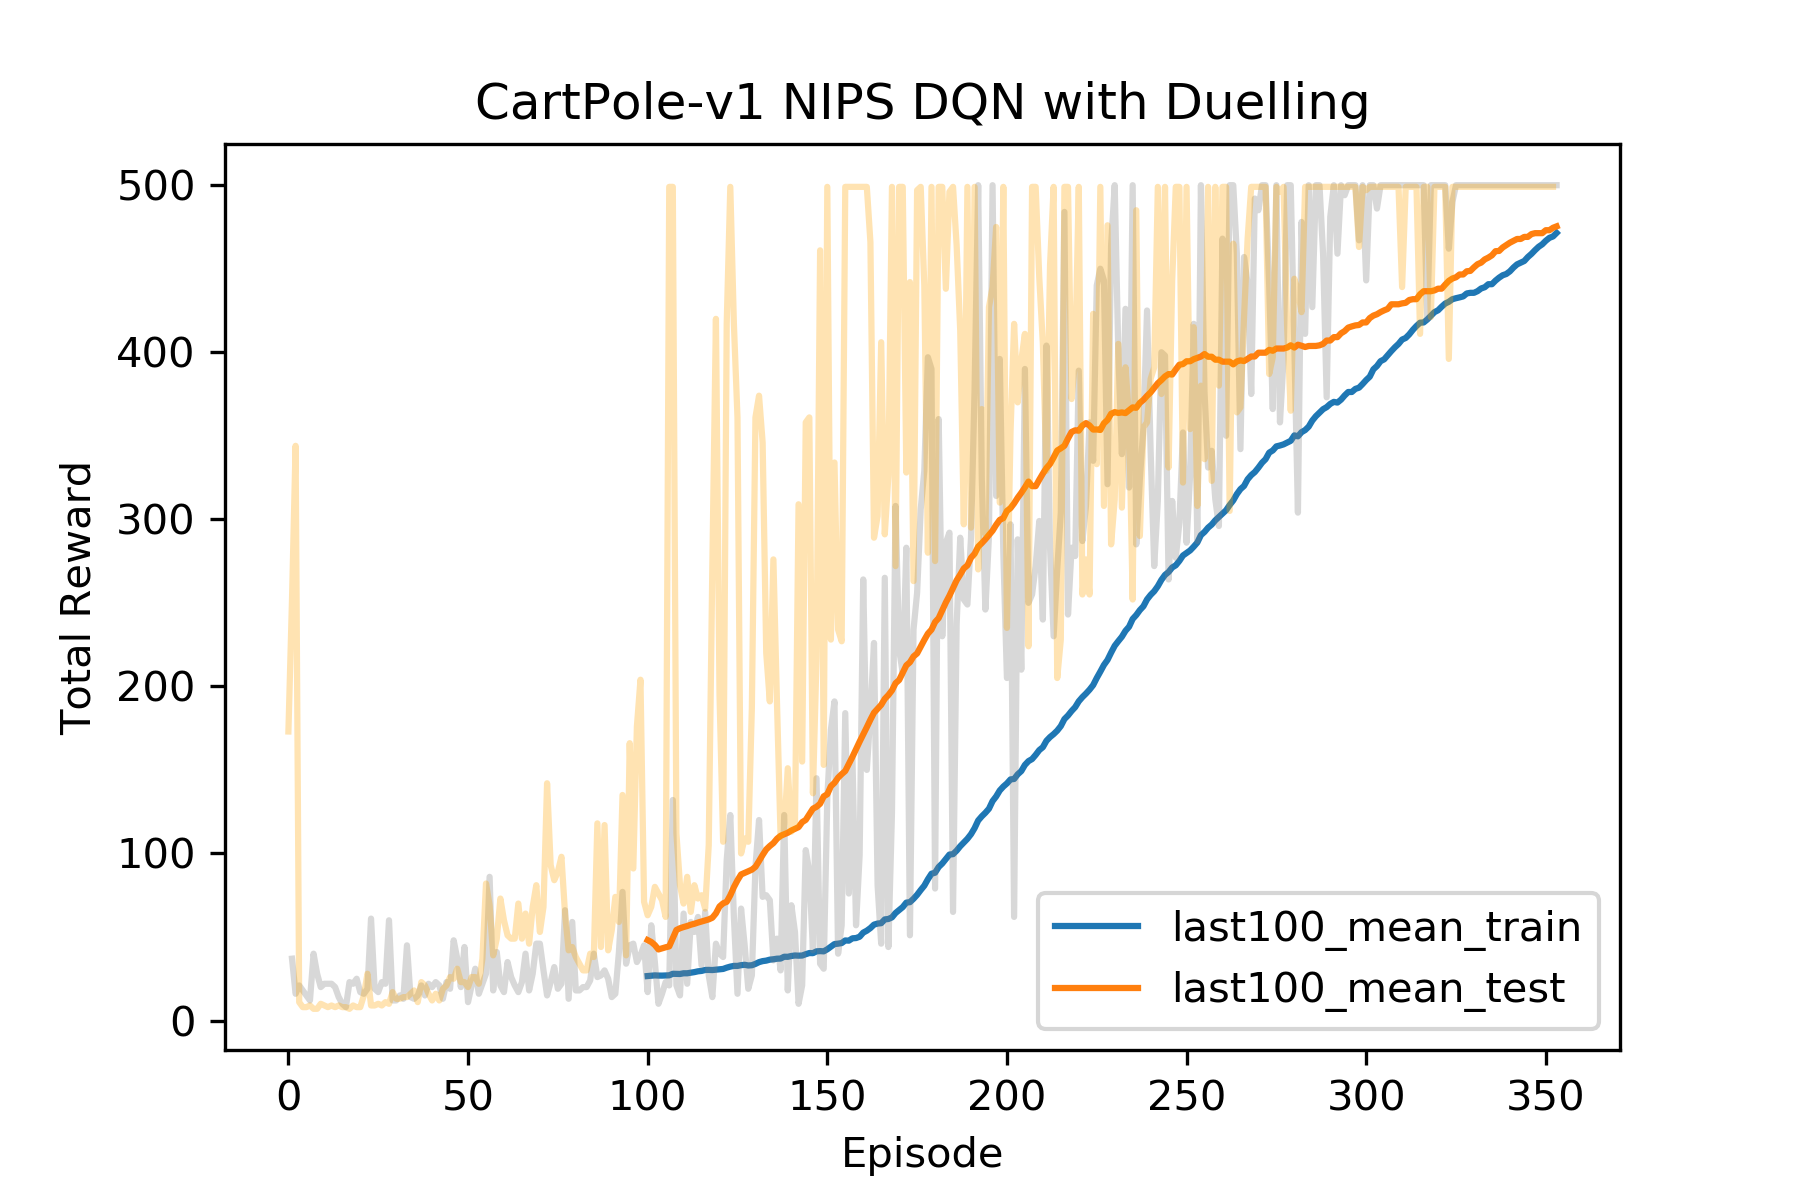 CartPole-v1 NIPS DQN with Duelling
500
400
300
200
100
0
Total Reward
last100_mean_train
last100_mean_test
0 50 100 150 200 250 300 350
Episode